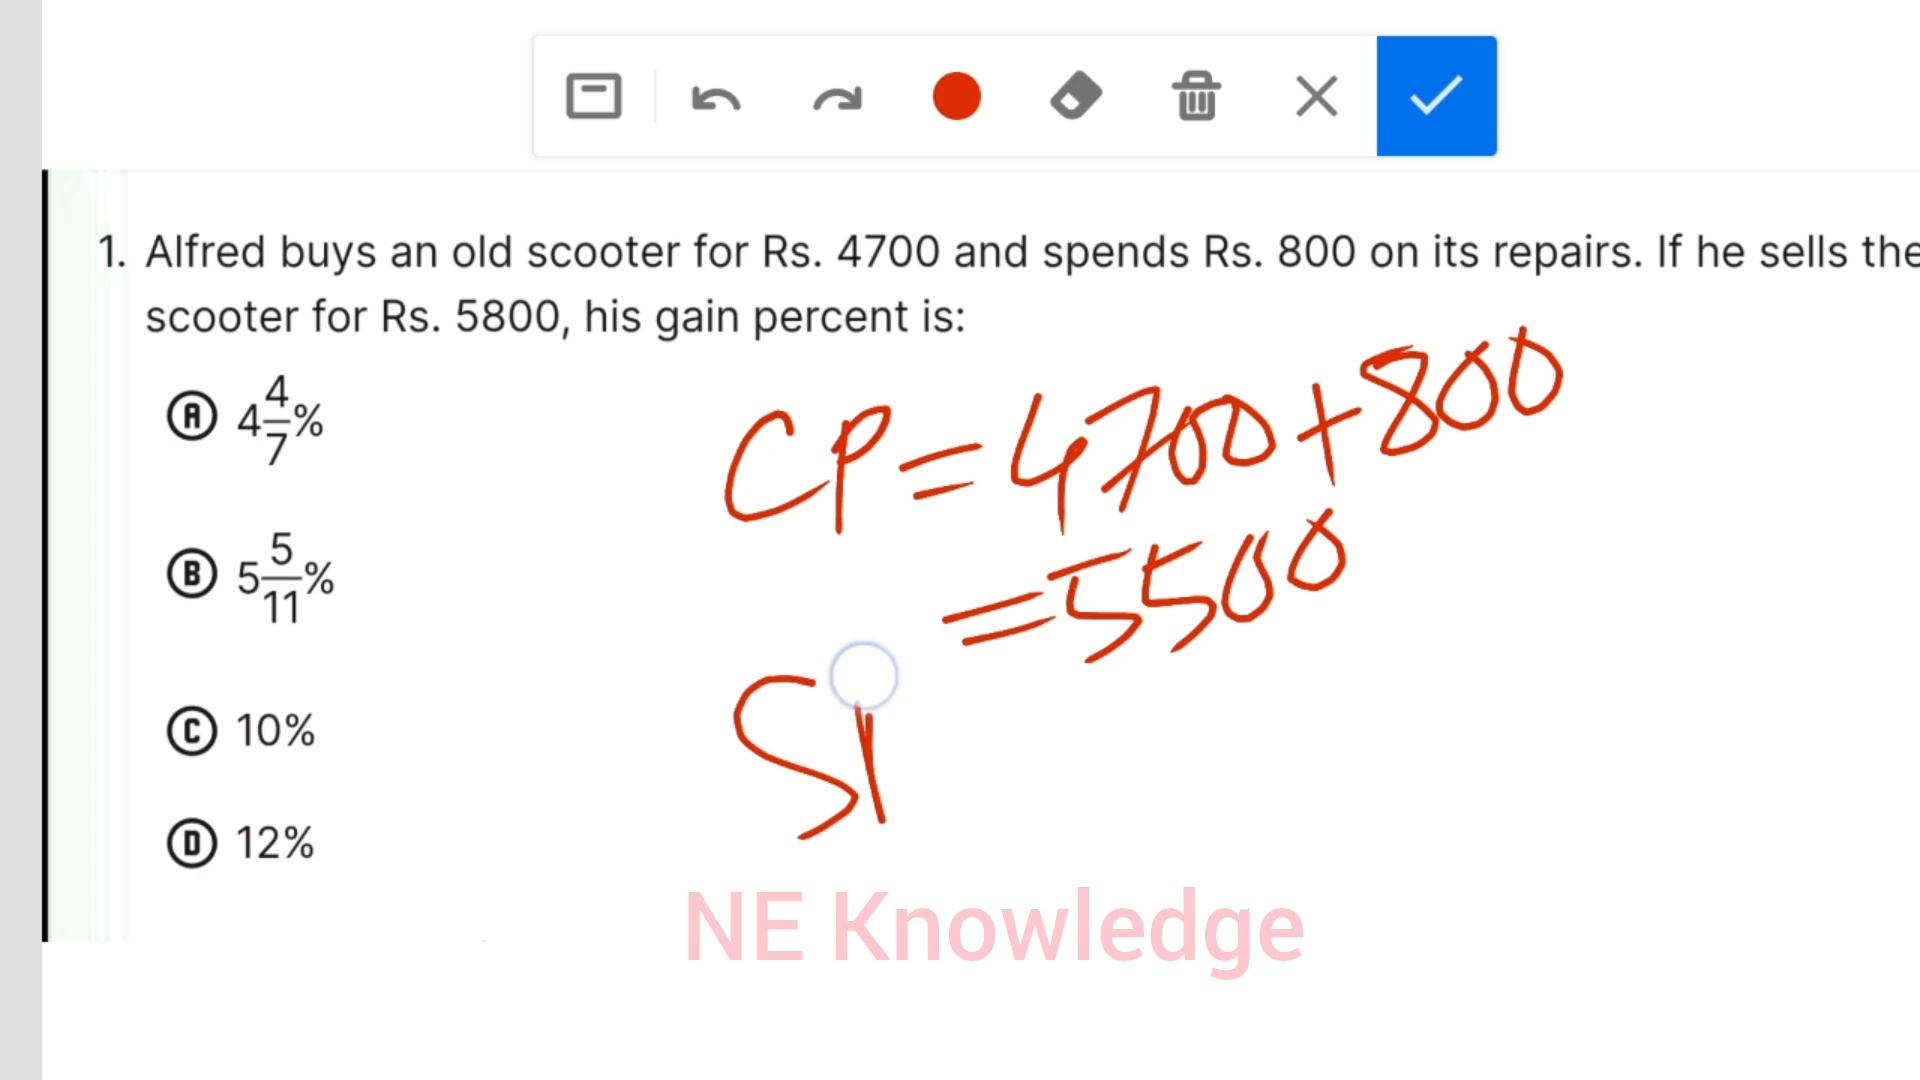 1. Alfred buys an old scooter for Rs. 4700 and spends Rs. 800 on its repairs. If he sells the
scooter for Rs. 5800, his gain percent is:
A 4 4/7%
B 5 5/11%
C 10%
D 12%
CP = 4700 + 800
= 5500
S
NE Knowledge